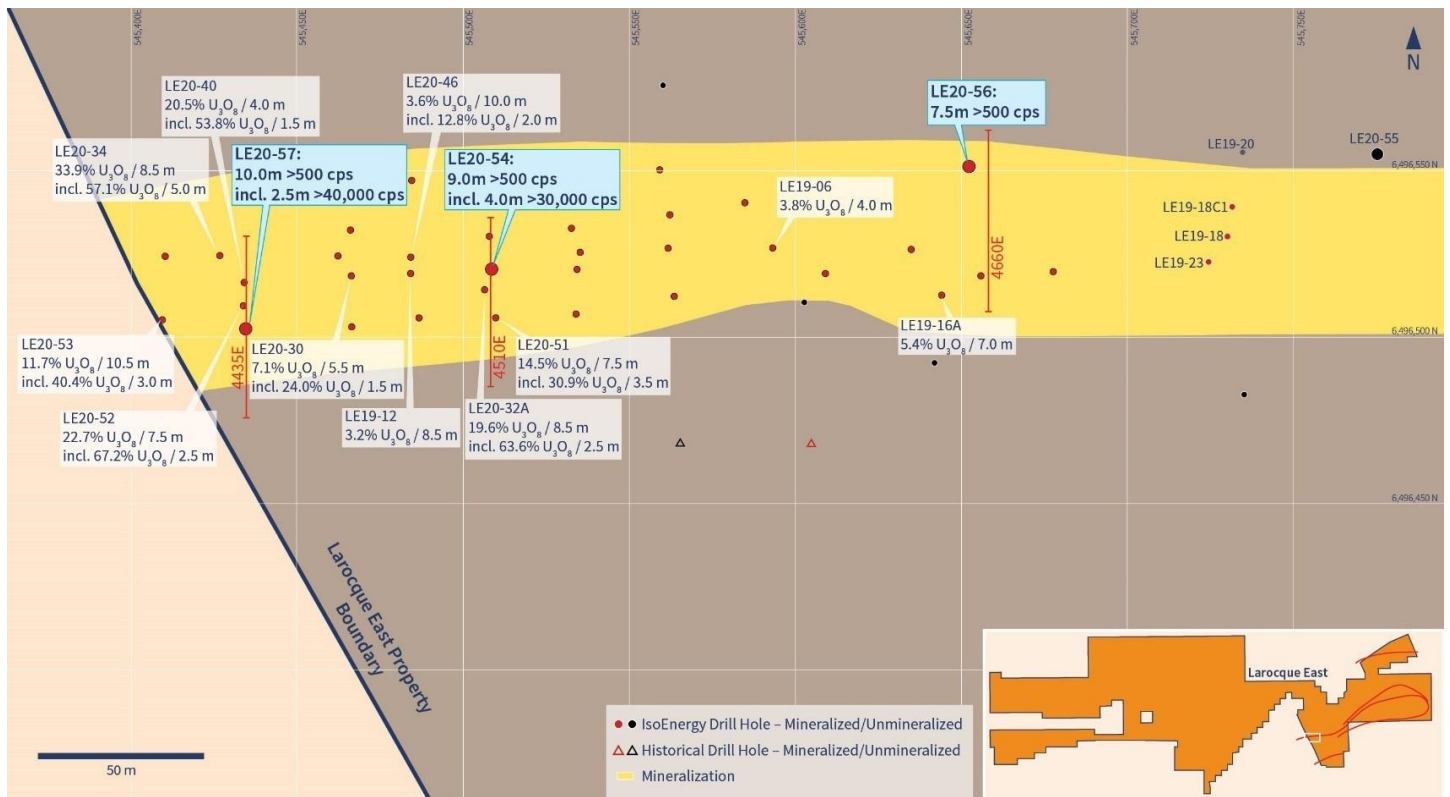 545,400E
545,450E
545,500E
545,550E
545,600E
545,650E
545,700E
545,750E
N
LE20-40
20.5% U₃O₈ / 4.0 m
incl. 53.8% U₃O₈ / 1.5 m
LE20-46
3.6% U₃O₈ / 10.0 m
incl. 12.8% U₃O₈ / 2.0 m
LE20-56:
7.5m >500 cps
LE20-34
33.9% U₃O₈ / 8.5 m
incl. 57.1% U₃O₈ / 5.0 m
LE20-57:
10.0m >500 cps
incl. 2.5m >40,000 cps
LE20-54:
9.0m >500 cps
incl. 4.0m >30,000 cps
LE19-20
LE20-55
6,496,550 N
LE19-06
3.8% U₃O₈ / 4.0 m
LE19-18C1
LE19-18
LE19-23
4660E
LE19-16A
5.4% U₃O₈ / 7.0 m
6,496,500 N
LE20-53
11.7% U₃O₈ / 10.5 m
incl. 40.4% U₃O₈ / 3.0 m
4435E
LE20-30
7.1% U₃O₈ / 5.5 m
incl. 24.0% U₃O₈ / 1.5 m
4510E
LE20-51
14.5% U₃O₈ / 7.5 m
incl. 30.9% U₃O₈ / 3.5 m
LE20-52
22.7% U₃O₈ / 7.5 m
incl. 67.2% U₃O₈ / 2.5 m
LE19-12
3.2% U₃O₈ / 8.5 m
LE20-32A
19.6% U₃O₈ / 8.5 m
incl. 63.6% U₃O₈ / 2.5 m
6,496,450 N
Larocque East Property
Boundary
50 m
IsoEnergy Drill Hole – Mineralized/Unmineralized
Historical Drill Hole – Mineralized/Unmineralized
Mineralization
Larocque East